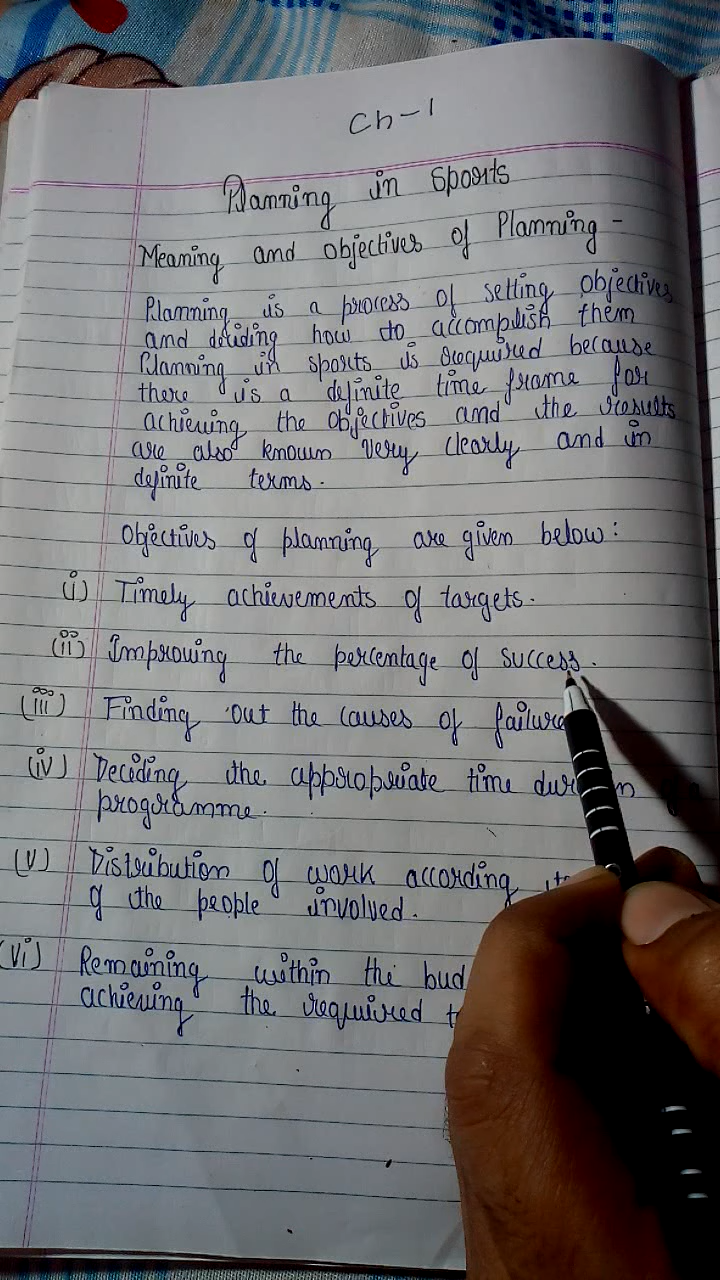 Ch-1
Planning in Sports
Meaning and Objectives of Planning -
Planning is a process of setting objectives
and deciding how to accomplish them
Planning in sports is required because
there is a definite time frame for
achieving the objectives and the results
are also known very clearly and in
definite terms.
Objectives of planning are given below:
(i) Timely achievements of targets.
(ii) Improving the percentage of success.
(iii) Finding out the causes of failure
(iv) Deciding the appropriate time
programme.
(v) Distribution of work according
of the people involved.
(vi) Remaining within the
achieving the required